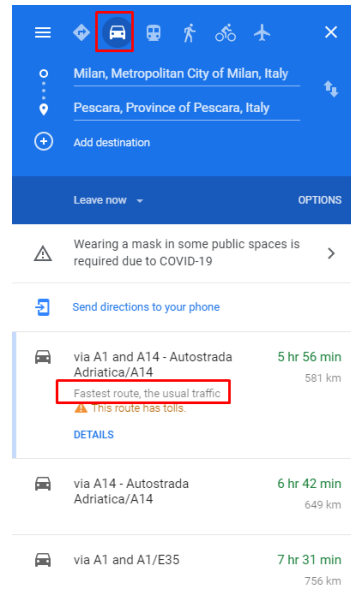 Milan, Metropolitan City of Milan, Italy
Pescara, Province of Pescara, Italy
Add destination
Leave now
OPTIONS
Wearing a mask in some public spaces is
required due to COVID-19
Send directions to your phone
via A1 and A14 - Autostrada
Adriatica/A14
5 hr 56 min
581 km
Fastest route, the usual traffic
This route has tolls.
DETAILS
via A14 - Autostrada
Adriatica/A14
6 hr 42 min
649 km
via A1 and A1/E35
7 hr 31 min
756 km